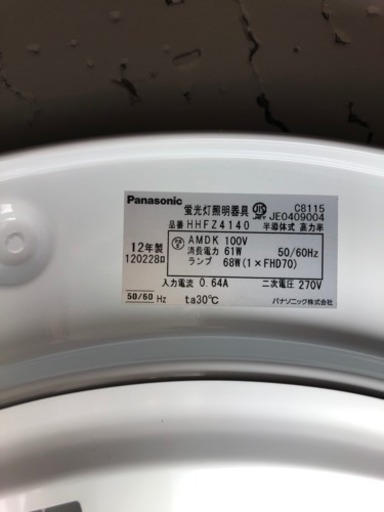 Panasonic
蛍光灯照明器具
C8115
JE0409004
品番 HHFZ4140 半導体式 高力率
12年製
120228
AMDK 100V
消費電力 61W 50/60Hz
ランプ 68W(1×FHD70)
入力電流 0.64A 二次電圧 270V
50/60 Hz ta30℃
パナソニック株式会社